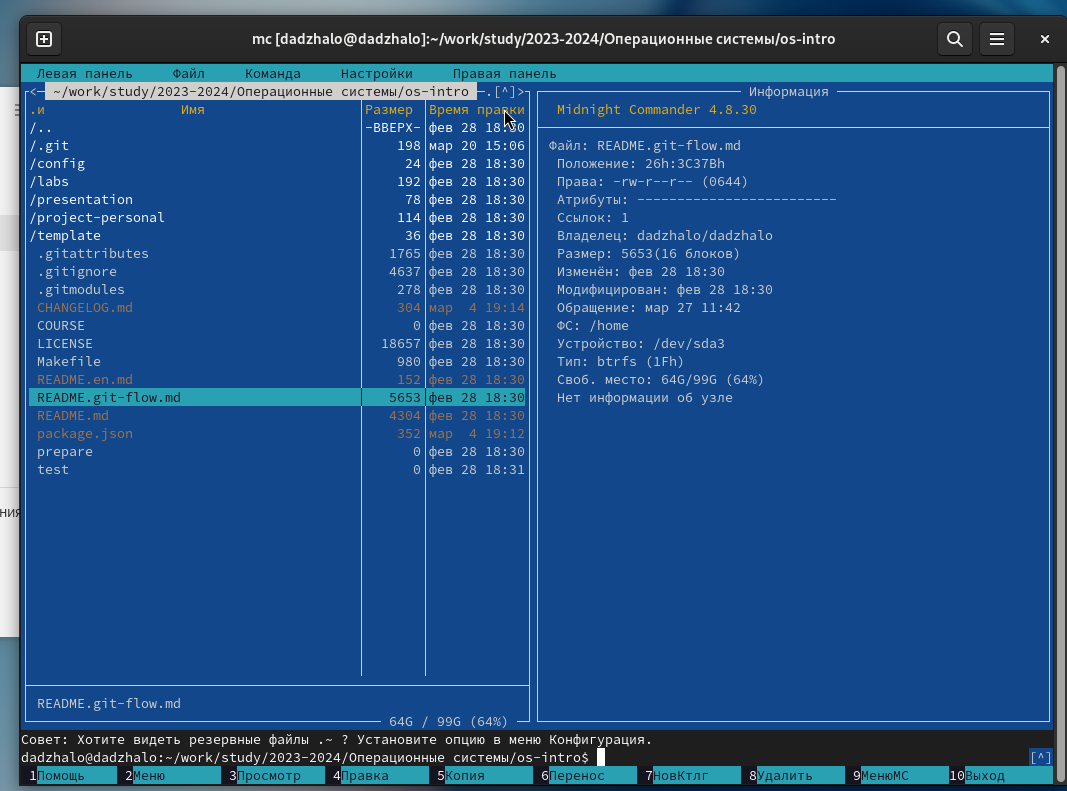 mc [dadzhalo@dadzhalo]:~/work/study/2023-2024/Операционные системы/os-intro
Левая панель Файл Команда Настройки Правая панель
<─ ~/work/study/2023-2024/Операционные системы/os-intro ─.[^]>
.и Имя Размер Время правки
/.. -ВВЕРХ- фев 28 18:30
/.git 198 мар 20 15:06
/config 24 фев 28 18:30
/labs 192 фев 28 18:30
/presentation 78 фев 28 18:30
/project-personal 114 фев 28 18:30
/template 36 фев 28 18:30
.gitattributes 1765 фев 28 18:30
.gitignore 4637 фев 28 18:30
.gitmodules 278 фев 28 18:30
CHANGELOG.md 304 мар 4 19:14
COURSE 0 фев 28 18:30
LICENSE 18657 фев 28 18:30
Makefile 980 фев 28 18:30
README.en.md 152 фев 28 18:30
README.git-flow.md 5653 фев 28 18:30
README.md 4304 фев 28 18:30
package.json 352 мар 4 19:12
prepare 0 фев 28 18:30
test 0 фев 28 18:31
README.git-flow.md
64G / 99G (64%)
Информация
Midnight Commander 4.8.30
Файл: README.git-flow.md
Положение: 26h:3C37Bh
Права: -rw-r--r-- (0644)
Атрибуты: -------------------------
Ссылок: 1
Владелец: dadzhalo/dadzhalo
Размер: 5653(16 блоков)
Изменён: фев 28 18:30
Модифицирован: фев 28 18:30
Обращение: мар 27 11:42
ФС: /home
Устройство: /dev/sda3
Тип: btrfs (1Fh)
Своб. место: 64G/99G (64%)
Нет информации об узле
Совет: Хотите видеть резервные файлы .~ ? Установите опцию в меню Конфигурация.
dadzhalo@dadzhalo:~/work/study/2023-2024/Операционные системы/os-intro$ [^]
1Помощь 2Меню 3Просмотр 4Правка 5Копия 6Перенос 7НовКтлг 8Удалить 9МенюMC 10Выход